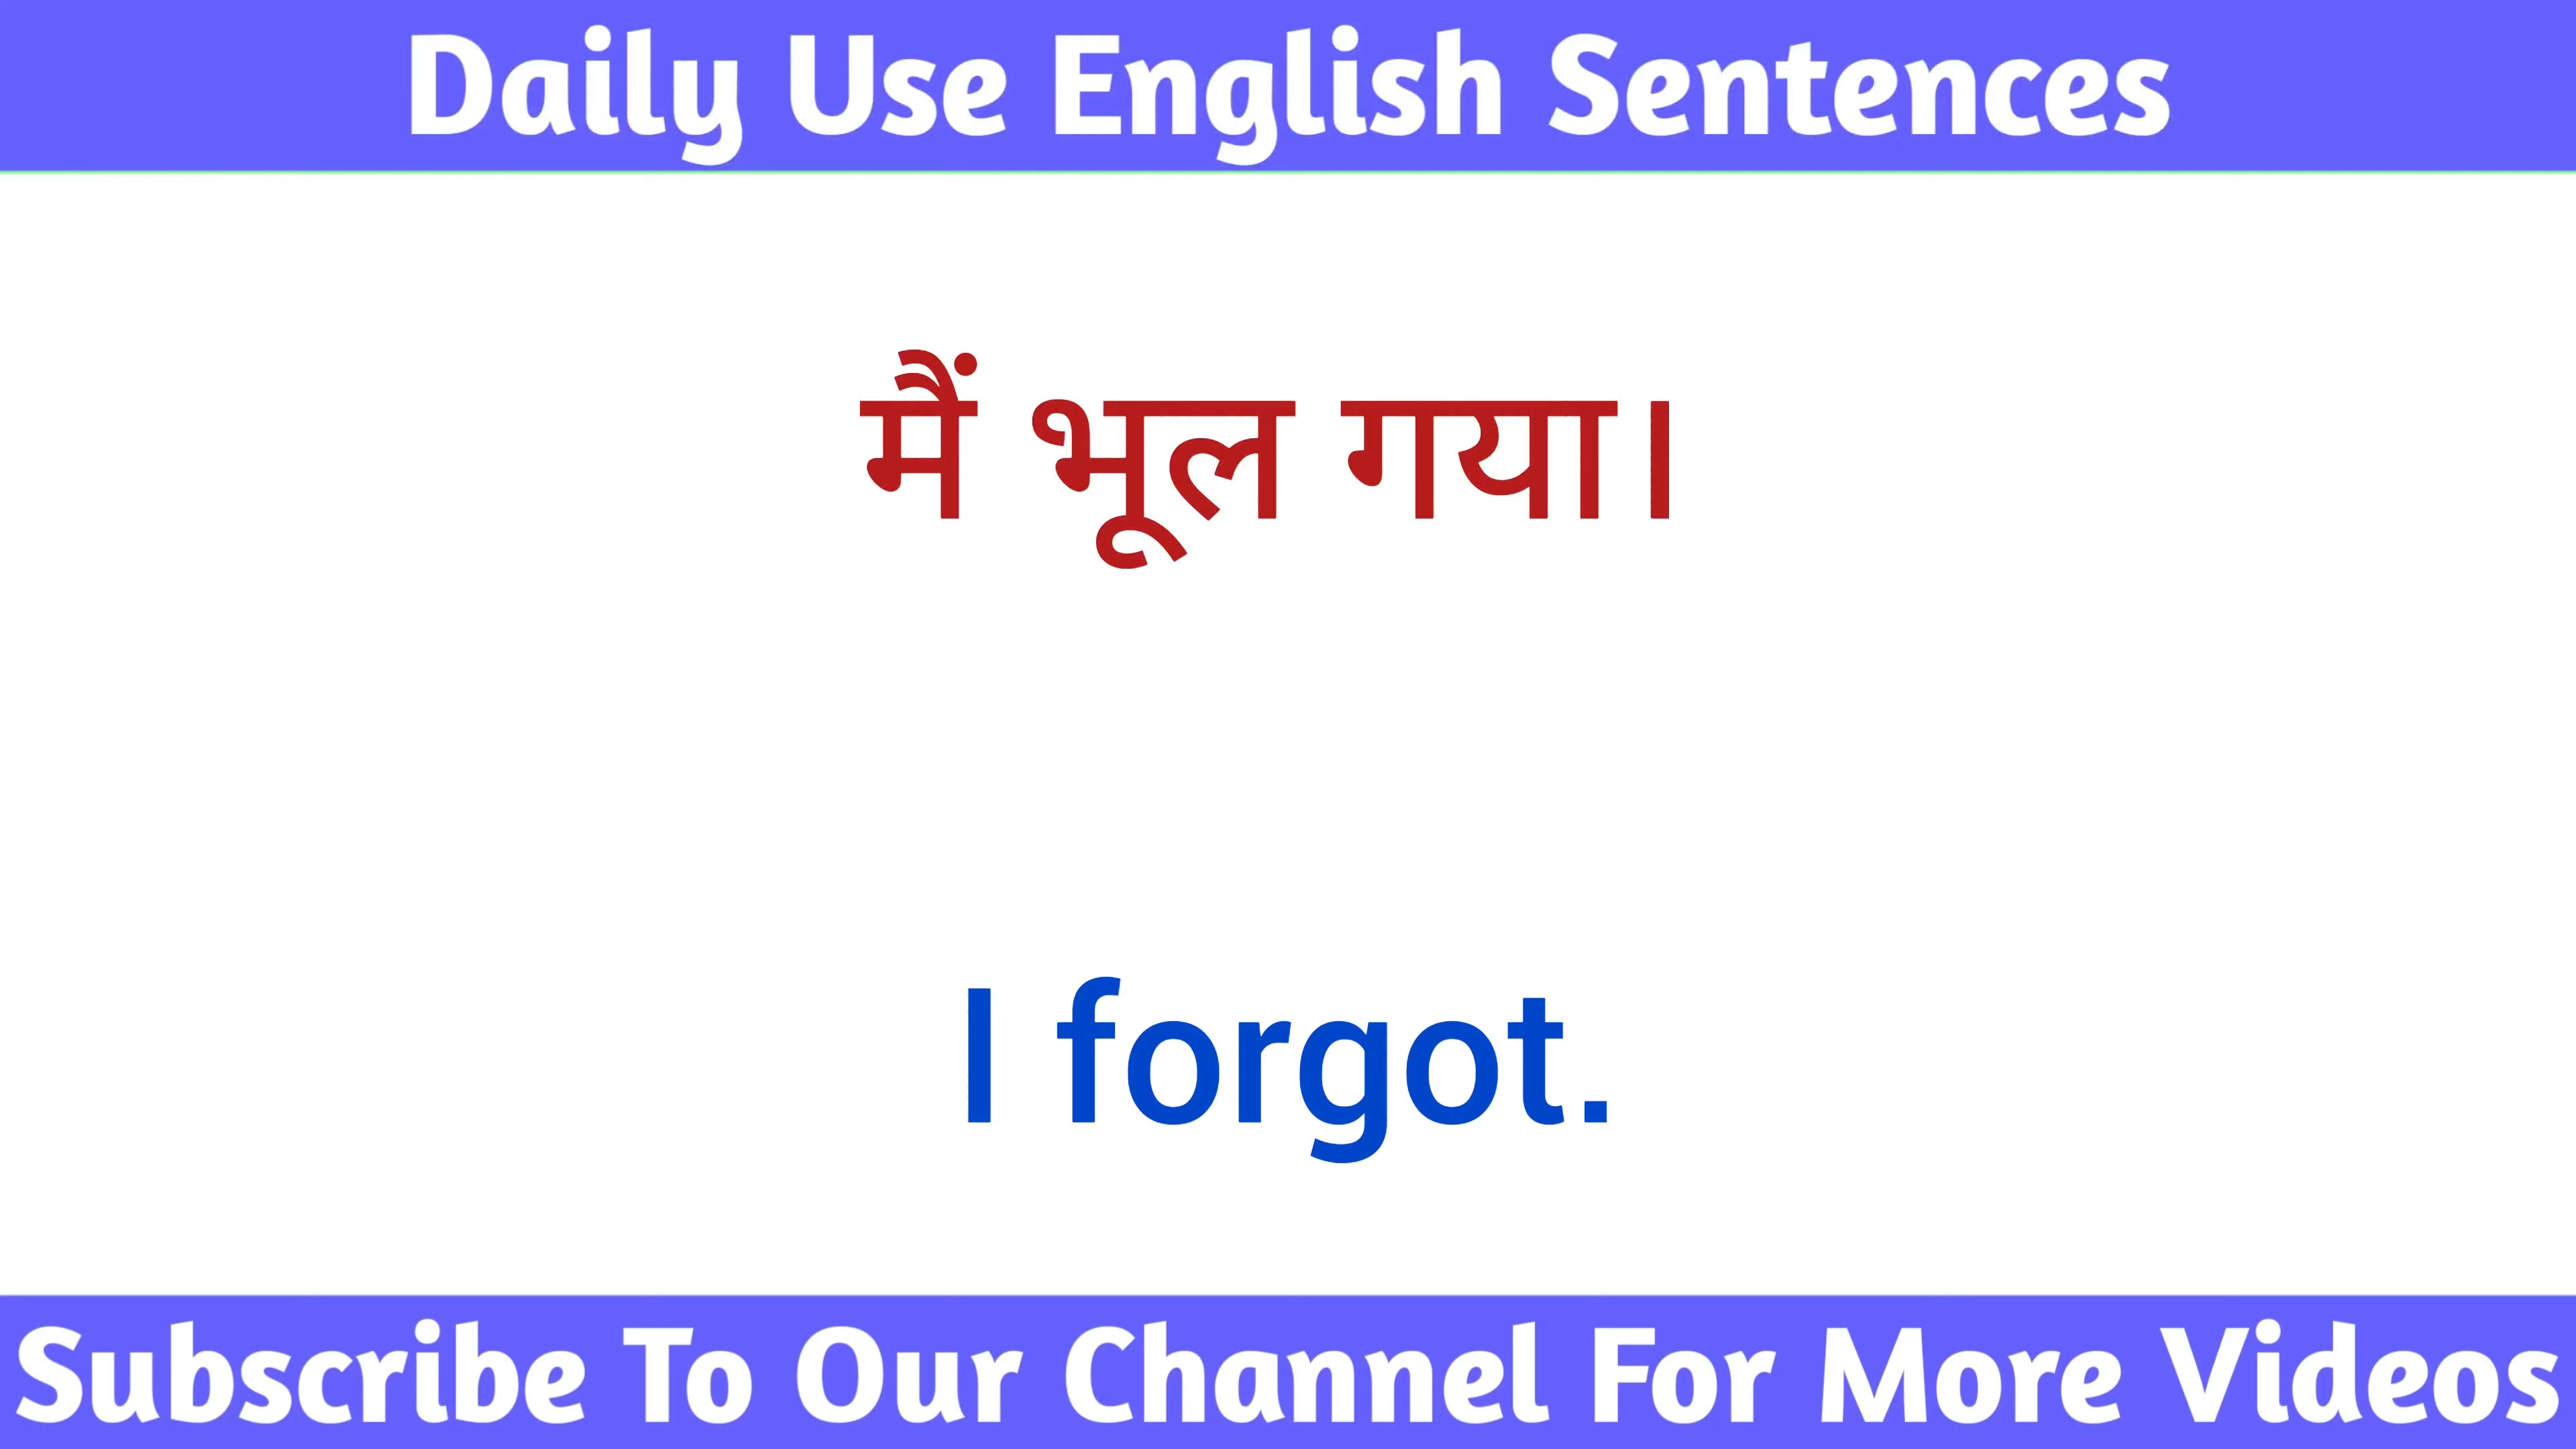 Daily Use English Sentences
मैं भूल गया।
I forgot.
Subscribe To Our Channel For More Videos